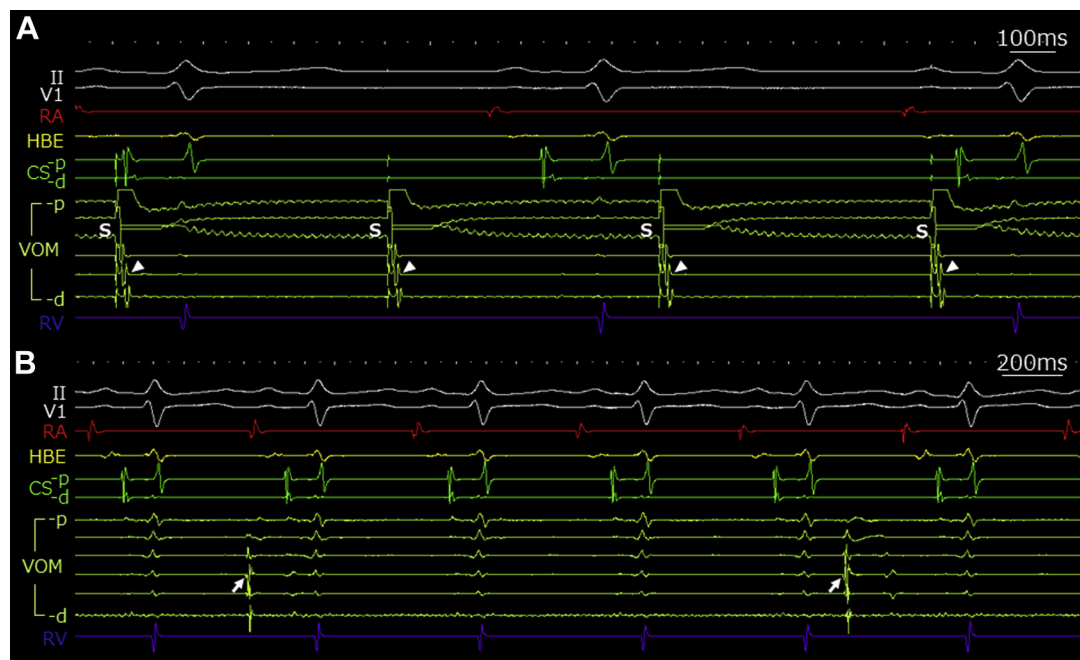 A
100ms
II
V1
RA
HBE
CS -p
-d
-p
S S S S
VOM
-d
RV
B
200ms
II
V1
RA
HBE
CS -p
-d
-p
VOM
-d
RV